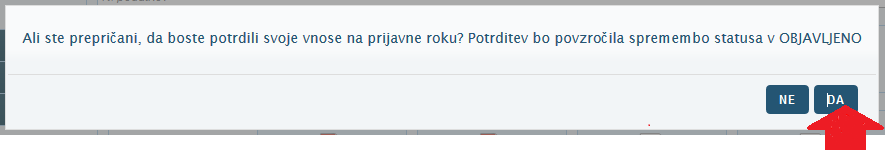 Ali ste prepričani, da boste potrdili svoje vnose na prijavne roku? Potrditev bo povzročila spremembo statusa v OBJAVLJENO
NE DA